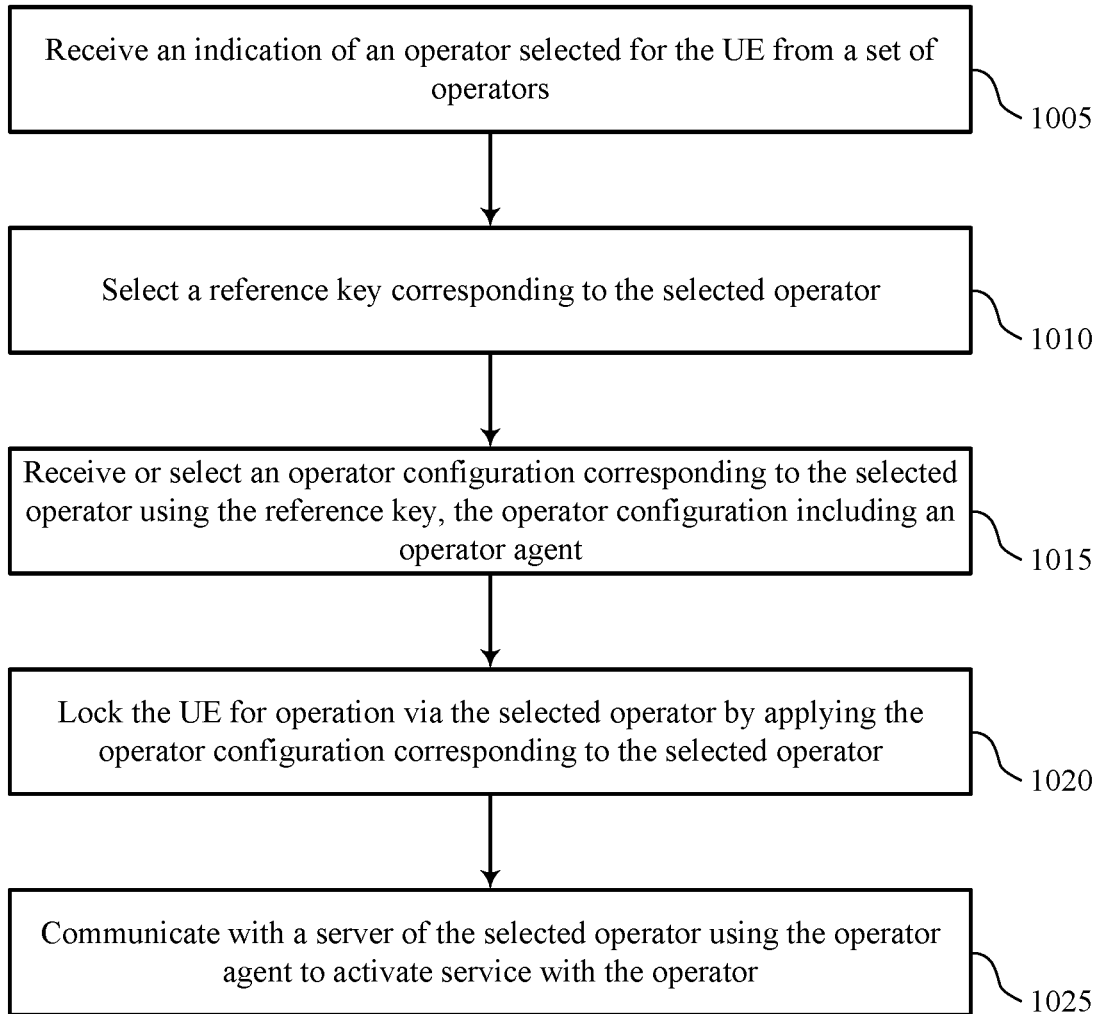 Receive an indication of an operator selected for the UE from a set of
operators
1005
Select a reference key corresponding to the selected operator
1010
Receive or select an operator configuration corresponding to the selected
operator using the reference key, the operator configuration including an
operator agent
1015
Lock the UE for operation via the selected operator by applying the
operator configuration corresponding to the selected operator
1020
Communicate with a server of the selected operator using the operator
agent to activate service with the operator
1025